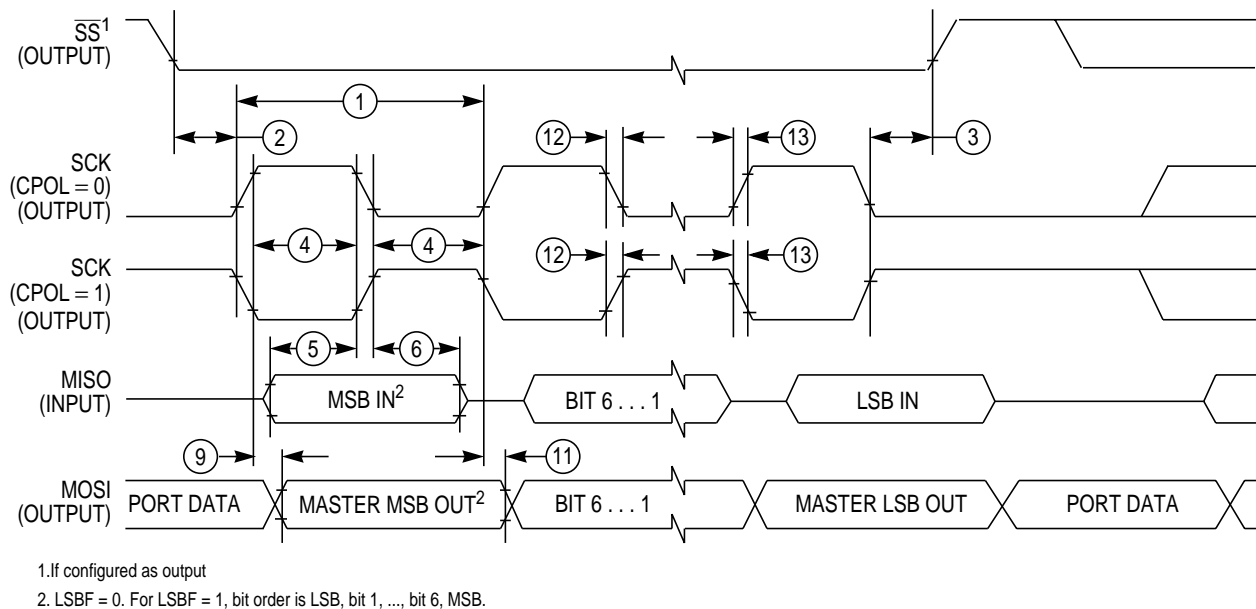 SS¹
(OUTPUT)
1
2
12
13
3
SCK
(CPOL = 0)
(OUTPUT)
4
4
SCK
(CPOL = 1)
(OUTPUT)
12
13
5
6
MISO
(INPUT)
MSB IN²
BIT 6 . . . 1
LSB IN
9
11
MOSI
(OUTPUT)
PORT DATA
MASTER MSB OUT²
BIT 6 . . . 1
MASTER LSB OUT
PORT DATA
1.If configured as output
2. LSBF = 0. For LSBF = 1, bit order is LSB, bit 1, ..., bit 6, MSB.